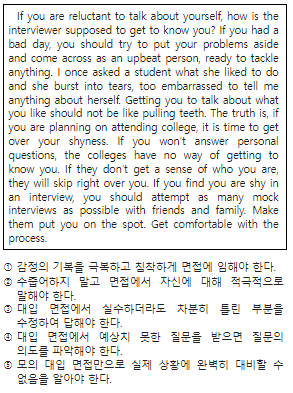 If you are reluctant to talk about yourself, how is the
interviewer supposed to get to know you? If you had a
bad day, you should try to put your problems aside
and come across as an upbeat person, ready to tackle
anything. I once asked a student what she liked to do
and she burst into tears, too embarrassed to tell me
anything about herself. Getting you to talk about what
you like should not be like pulling teeth. The truth is, if
you are planning on attending college, it is time to get
over your shyness. If you won't answer personal
questions, the colleges have no way of getting to
know you. If they don't get a sense of who you are,
they will skip right over you. If you find you are shy in
an interview, you should attempt as many mock
interviews as possible with friends and family. Make
them put you on the spot. Get comfortable with the
process.
① 감정의 기복을 극복하고 침착하게 면접에 임해야 한다.
② 수줍어하지 말고 면접에서 자신에 대해 적극적으로
말해야 한다.
③ 대입 면접에서 실수하더라도 차분히 틀린 부분을
수정하여 답해야 한다.
④ 대입 면접에서 예상치 못한 질문을 받으면 질문의
의도를 파악해야 한다.
⑤ 모의 대입 면접만으로 실제 상황에 완벽히 대비할 수
없음을 알아야 한다.